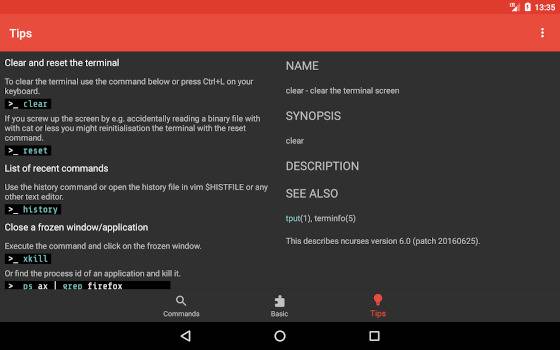 13:35
Tips
Clear and reset the terminal
To clear the terminal use the command below or press Ctrl+L on your
keyboard.
>_ clear
If you screw up the screen by e.g. accidentally reading a binary file with
with cat or less you might reinitialisation the terminal with the reset
command.
>_ reset
List of recent commands
Use the history command or open the history file in vim $HISTFILE or any
other text editor.
>_ history
Close a frozen window/application
Execute the command and click on the frozen window.
>_ xkill
Or find the process id of an application and kill it.
>_ ps ax | grep firefox
NAME
clear - clear the terminal screen
SYNOPSIS
clear
DESCRIPTION
SEE ALSO
tput(1), terminfo(5)
This describes ncurses version 6.0 (patch 20160625).
Commands
Basic
Tips